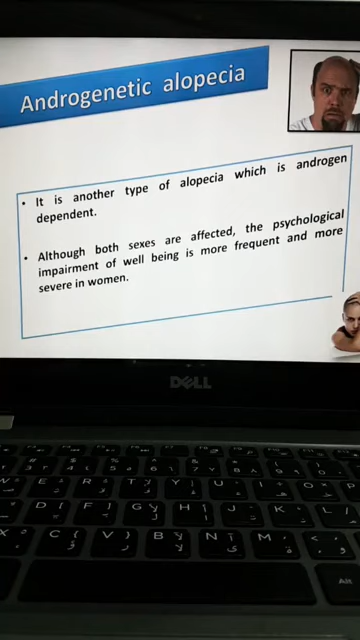 Androgenetic alopecia
• It is another type of alopecia which is androgen
dependent.
• Although both sexes are affected, the psychological
impairment of well being is more frequent and more
severe in women.
DELL
W E R T Y U I O P
D F G H J K L
X C V B N M
Alt